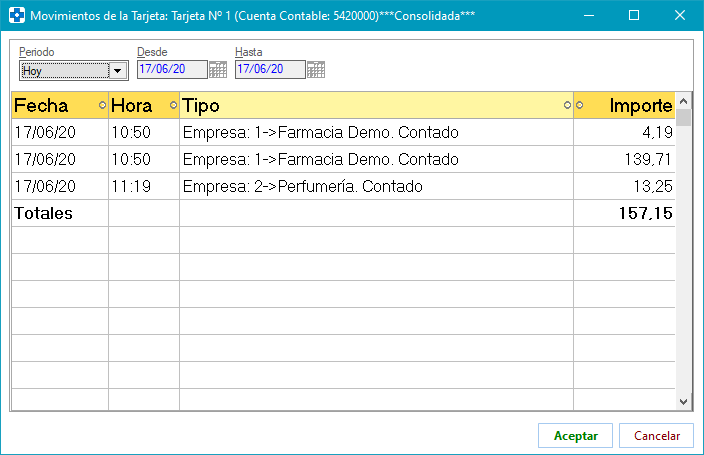 Movimientos de la Tarjeta: Tarjeta Nº 1 (Cuenta Contable: 5420000)***Consolidada***
Periodo Desde Hasta
Hoy 17/06/20 17/06/20
Fecha Hora Tipo Importe
17/06/20 10:50 Empresa: 1->Farmacia Demo. Contado 4,19
17/06/20 10:50 Empresa: 1->Farmacia Demo. Contado 139,71
17/06/20 11:19 Empresa: 2->Perfumería. Contado 13,25
Totales 157,15
Aceptar Cancelar